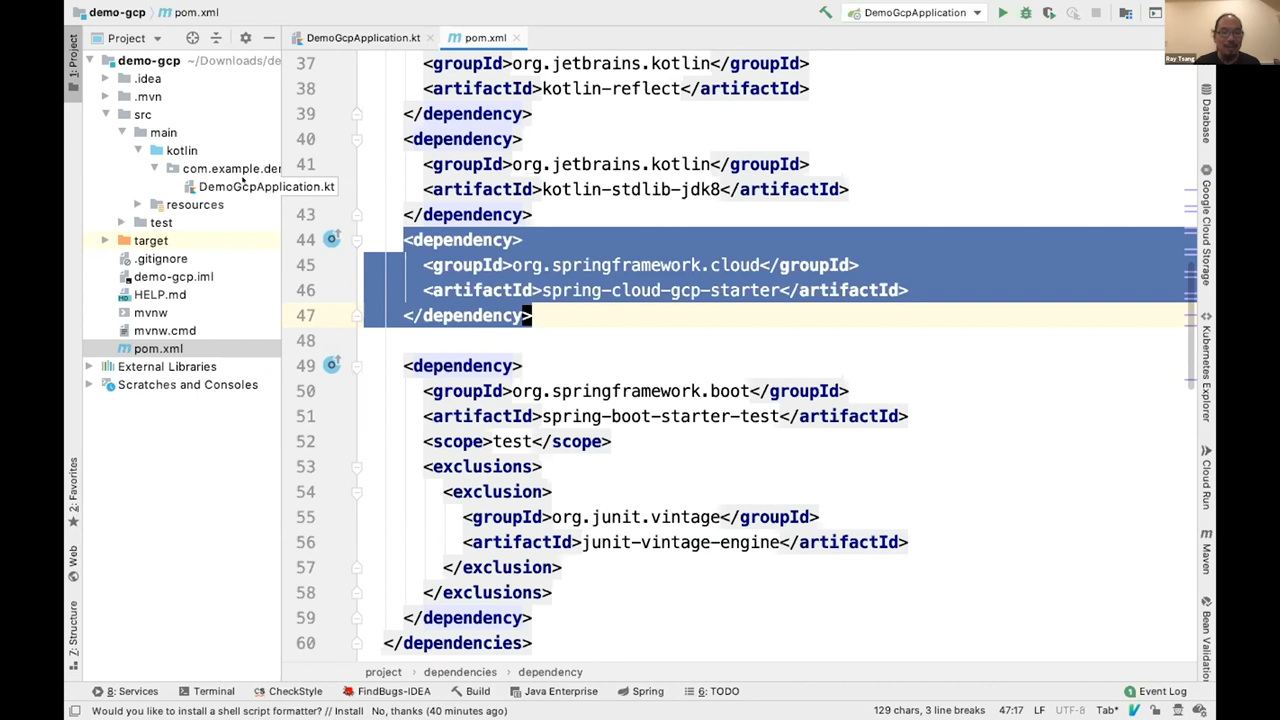 demo-gcp
pom.xml
DemoGcpApplication
Ray Tsang
Project
DemoGcpApplication.kt
pom.xml
1: Project
demo-gcp ~/Downloads/de
.idea
.mvn
src
main
kotlin
com.example.der
DemoGcpApplication.kt
resources
test
target
.gitignore
demo-gcp.iml
HELP.md
mvnw
mvnw.cmd
pom.xml
External Libraries
Scratches and Consoles
2: Favorites
Web
7: Structure
37 <groupId>org.jetbrains.kotlin</groupId>
38 <artifactId>kotlin-reflect</artifactId>
39 </dependency>
40 <dependency>
41 <groupId>org.jetbrains.kotlin</groupId>
42 <artifactId>kotlin-stdlib-jdk8</artifactId>
43 </dependency>
44 <dependency>
45 <groupId>org.springframework.cloud</groupId>
46 <artifactId>spring-cloud-gcp-starter</artifactId>
47 </dependency>
48
49 <dependency>
50 <groupId>org.springframework.boot</groupId>
51 <artifactId>spring-boot-starter-test</artifactId>
52 <scope>test</scope>
53 <exclusions>
54 <exclusion>
55 <groupId>org.junit.vintage</groupId>
56 <artifactId>junit-vintage-engine</artifactId>
57 </exclusion>
58 </exclusions>
59 </dependency>
60 </dependencies>
project › dependencies › dependency
Database
Google Cloud Storage
Kubernetes Explorer
Cloud Run
Maven
Bean Validation
8: Services
Terminal
CheckStyle
FindBugs-IDEA
Build
Java Enterprise
Spring
6: TODO
1 Event Log
Would you like to install a shell script formatter? // Install No, thanks (40 minutes ago)
129 chars, 3 line breaks
47:17
LF
UTF-8
Tab*